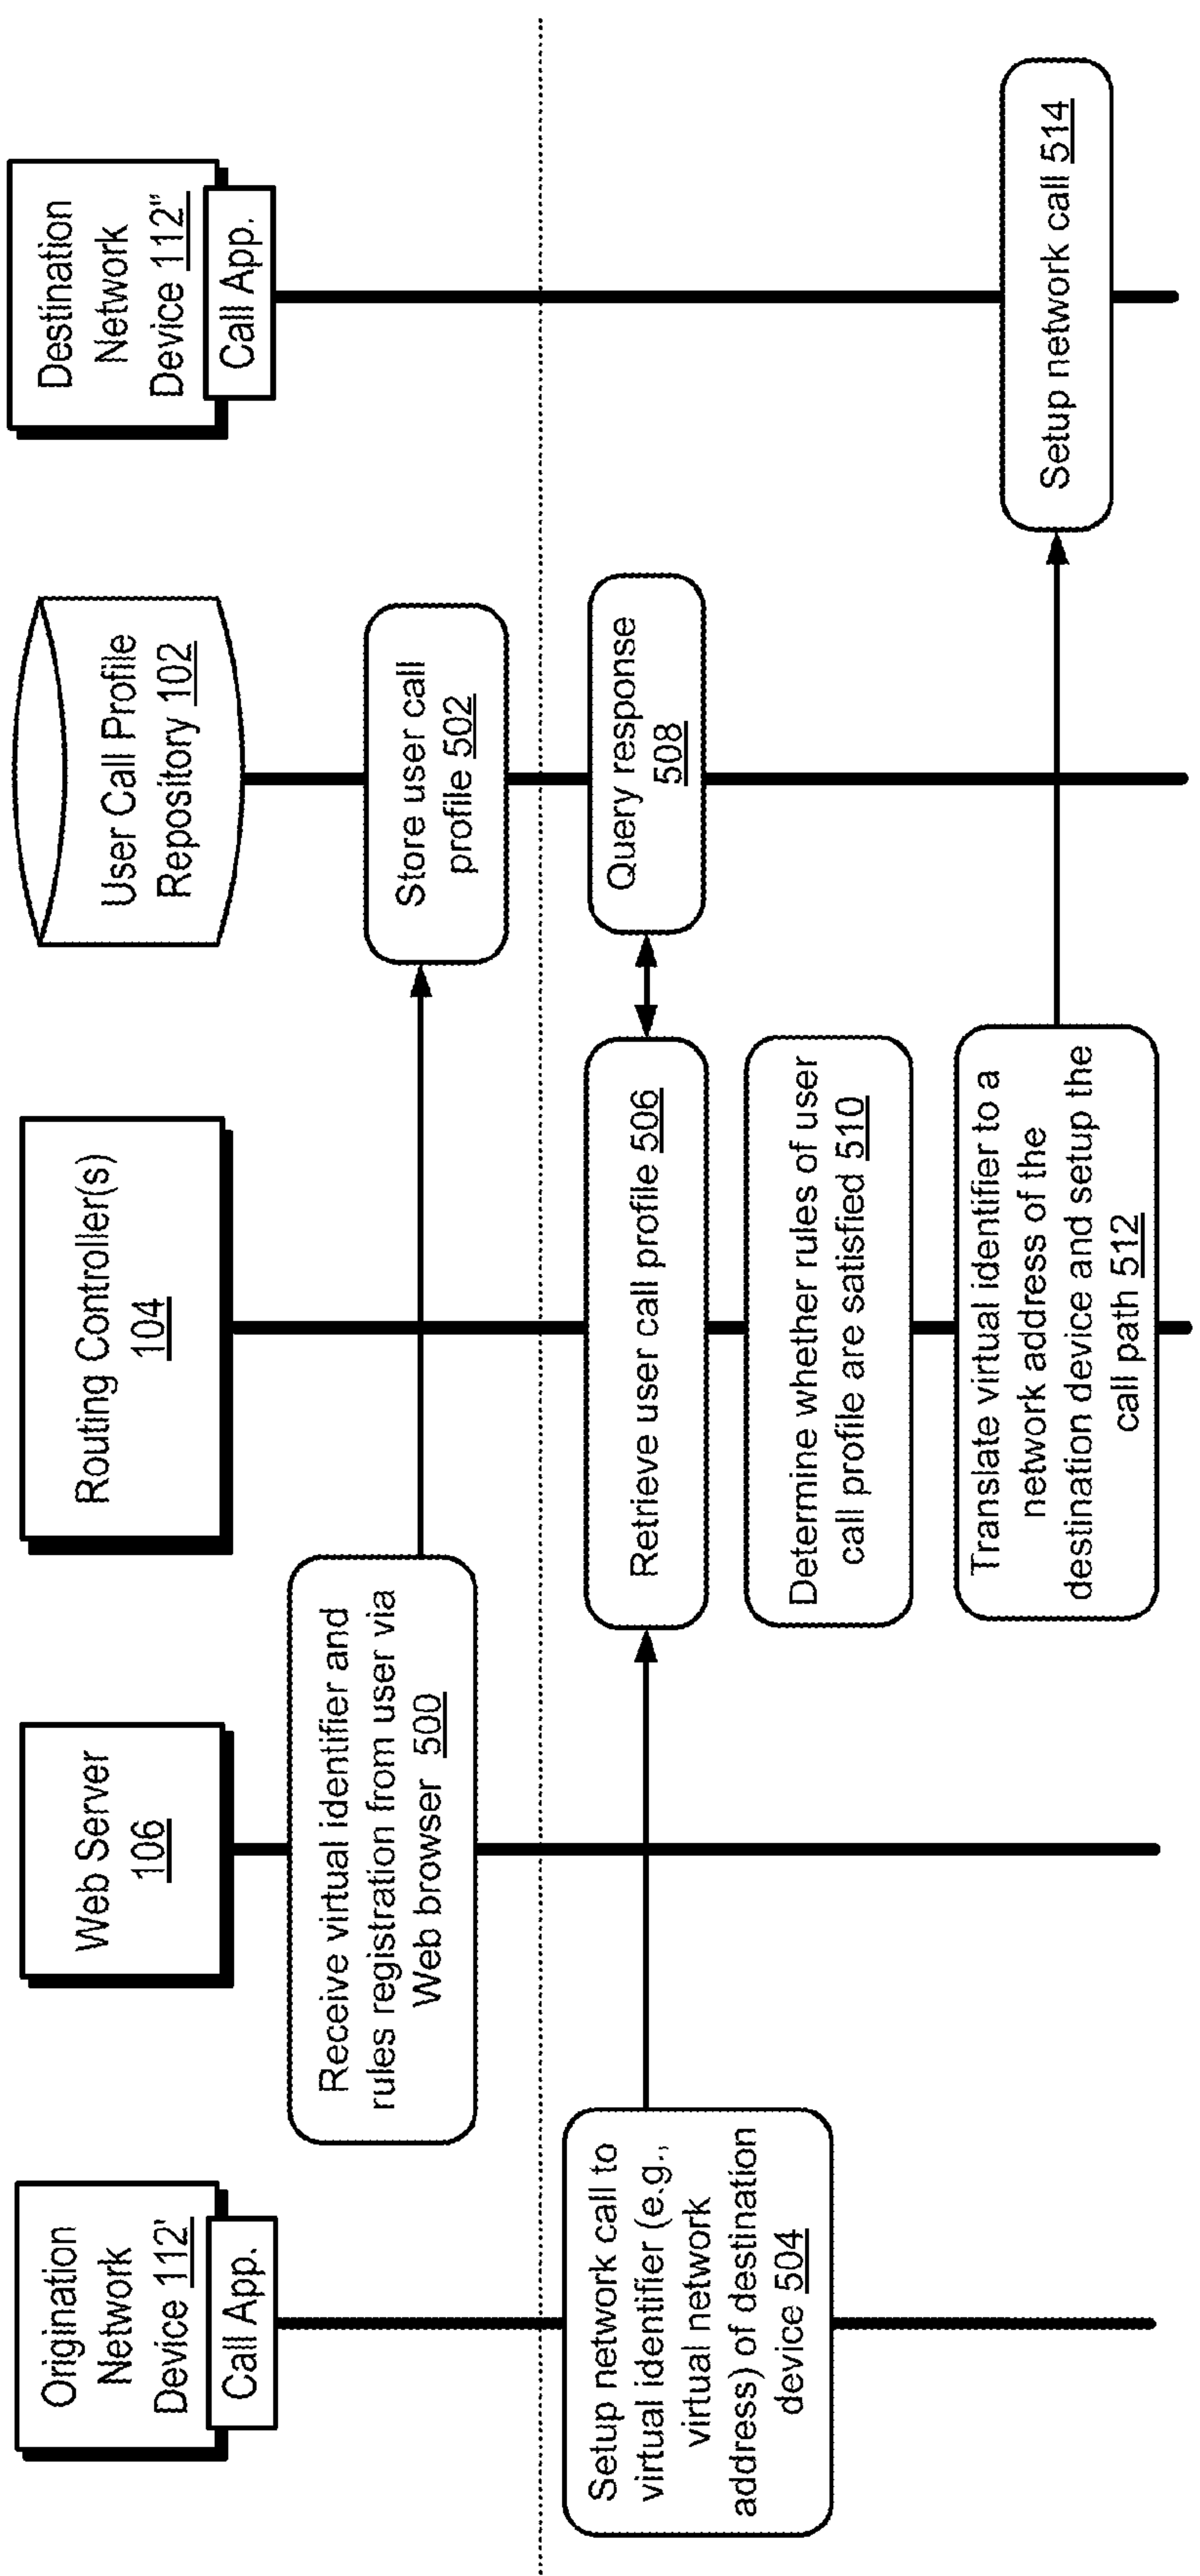 Origination
Network
Device 112'
Call App.
Web Server
106
Routing Controller(s)
104
User Call Profile
Repository 102
Destination
Network
Device 112"
Call App.
Receive virtual identifier and
rules registration from user via
Web browser 500
Store user call
profile 502
Setup network call to
virtual identifier (e.g.,
virtual network
address) of destination
device 504
Retrieve user call profile 506
Query response
508
Determine whether rules of user
call profile are satisfied 510
Translate virtual identifier to a
network address of the
destination device and setup the
call path 512
Setup network call 514